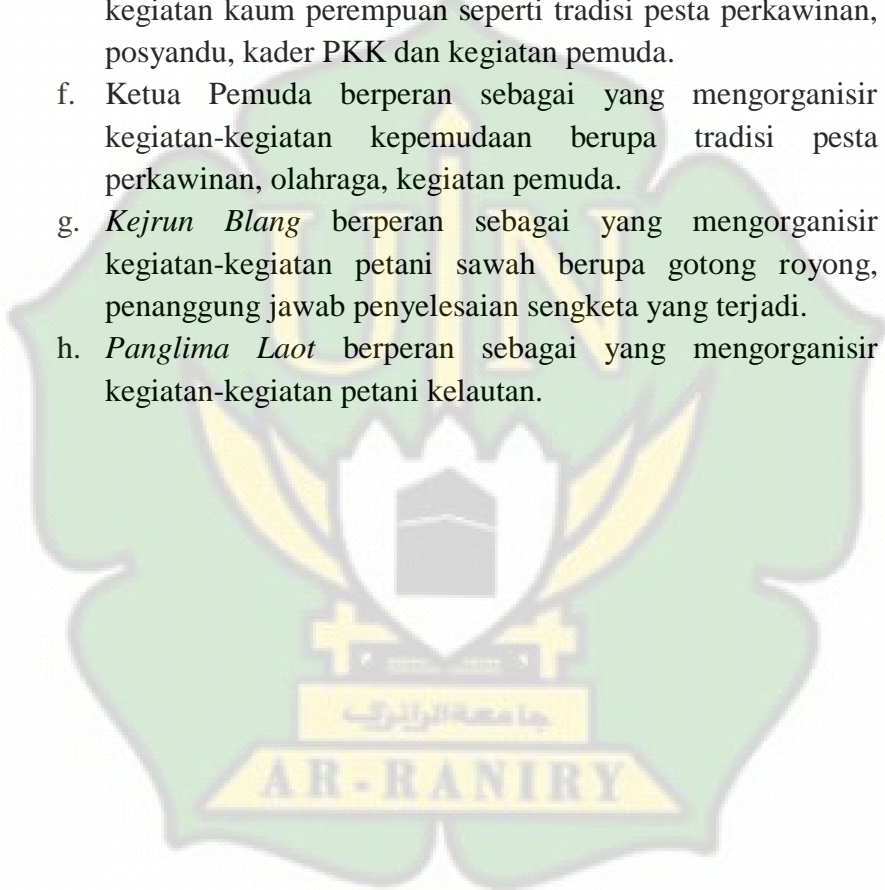 kegiatan kaum perempuan seperti tradisi pesta perkawinan,
posyandu, kader PKK dan kegiatan pemuda.
f. Ketua Pemuda berperan sebagai yang mengorganisir
kegiatan-kegiatan kepemudaan berupa tradisi pesta
perkawinan, olahraga, kegiatan pemuda.
g. Kejrun Blang berperan sebagai yang mengorganisir
kegiatan-kegiatan petani sawah berupa gotong royong,
penanggung jawab penyelesaian sengketa yang terjadi.
h. Panglima Laot berperan sebagai yang mengorganisir
kegiatan-kegiatan petani kelautan.
UIN
جامعة الرانري
AR-RANIRY